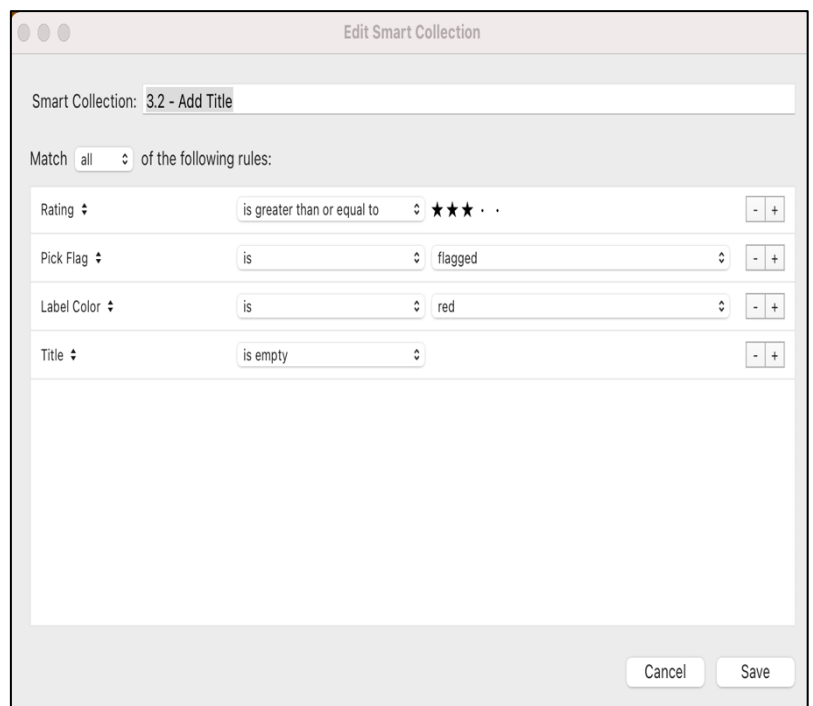 Edit Smart Collection
Smart Collection: 3.2 - Add Title
Match all of the following rules:
Rating is greater than or equal to ★★★ · · - +
Pick Flag is flagged - +
Label Color is red - +
Title is empty - +
Cancel Save